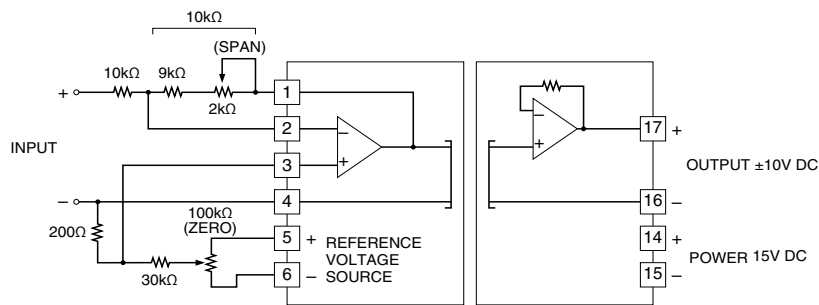 10kΩ
(SPAN)
10kΩ
9kΩ
2kΩ
+
INPUT
–
200Ω
30kΩ
100kΩ
(ZERO)
1
2
3
4
5
6
–
+
+
–
REFERENCE
VOLTAGE
SOURCE
–
+
17 +
OUTPUT ±10V DC
16 –
14 +
POWER 15V DC
15 –